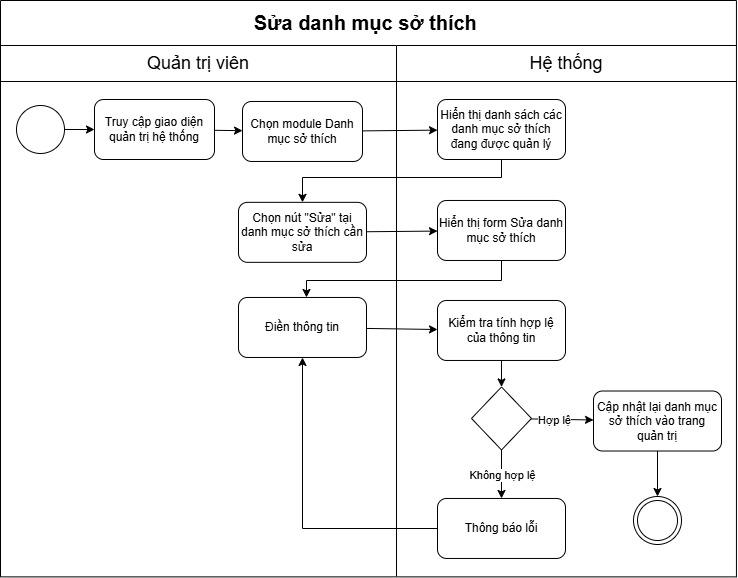 Sửa danh mục sở thích
Quản trị viên
Hệ thống
Truy cập giao diện
quản trị hệ thống
Chọn module Danh
mục sở thích
Hiển thị danh sách các
danh mục sở thích
đang được quản lý
Chọn nút "Sửa" tại
danh mục sở thích cần
sửa
Hiển thị form Sửa danh
mục sở thích
Điền thông tin
Kiểm tra tính hợp lệ
của thông tin
Hợp lệ
Cập nhật lại danh mục
sở thích vào trang
quản trị
Không hợp lệ
Thông báo lỗi